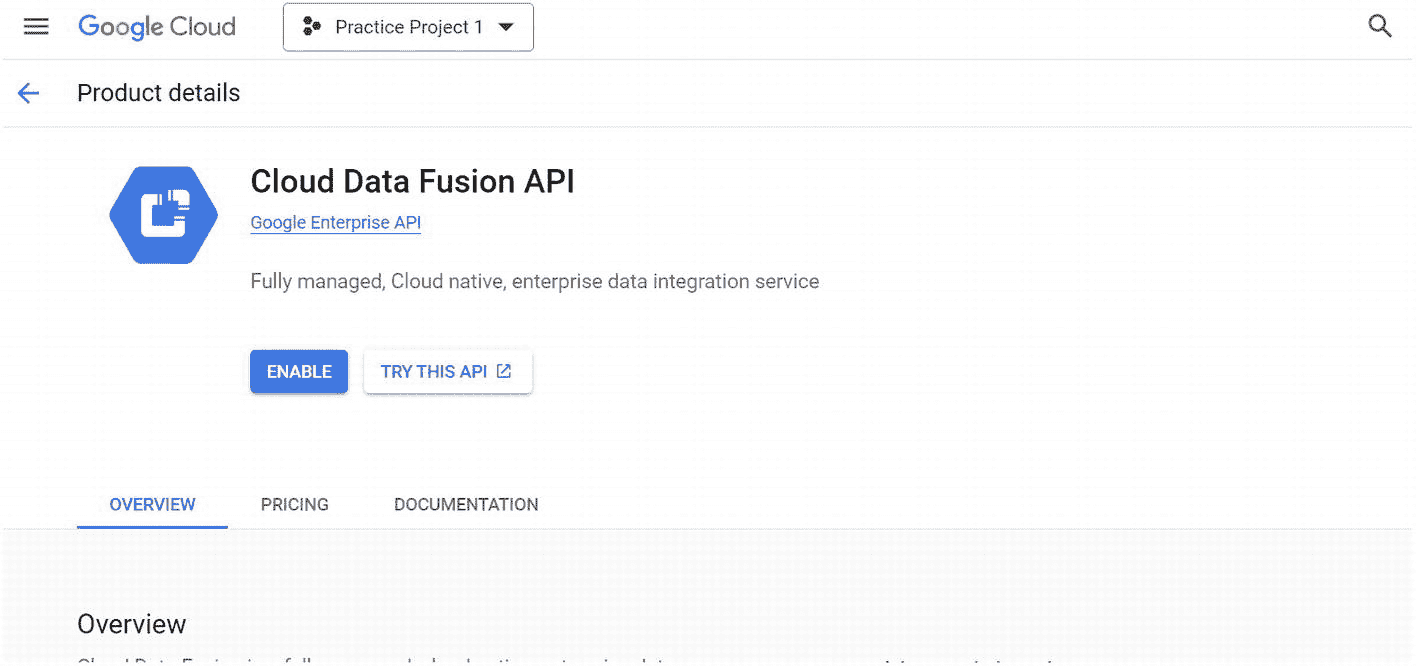 Google Cloud Practice Project 1
Product details
Cloud Data Fusion API
Google Enterprise API
Fully managed, Cloud native, enterprise data integration service
ENABLE TRY THIS API
OVERVIEW PRICING DOCUMENTATION
Overview